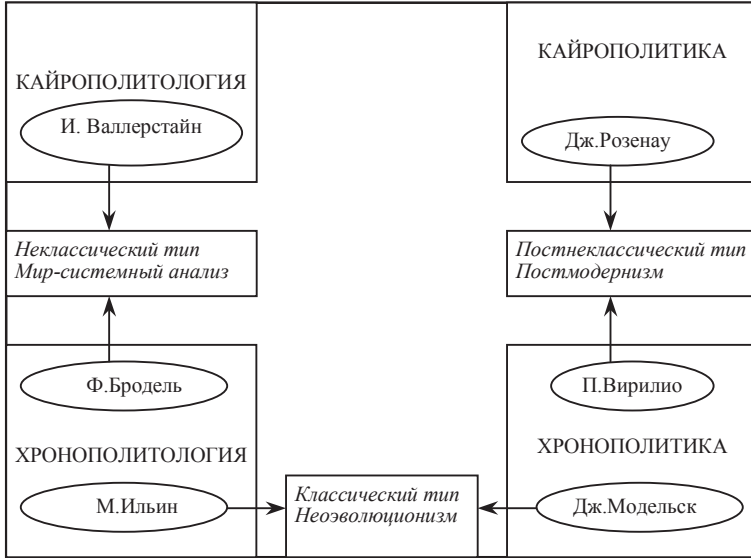 КАЙРОПОЛИТОЛОГИЯ
И. Валлерстайн
КАЙРОПОЛИТИКА
Дж.Розенау
Неклассический тип
Мир-системный анализ
Постнеклассический тип
Постмодернизм
Ф.Бродель
ХРОНОПОЛИТОЛОГИЯ
М.Ильин
П.Вирилио
ХРОНОПОЛИТИКА
Дж.Модельск
Классический тип
Неоэволюционизм